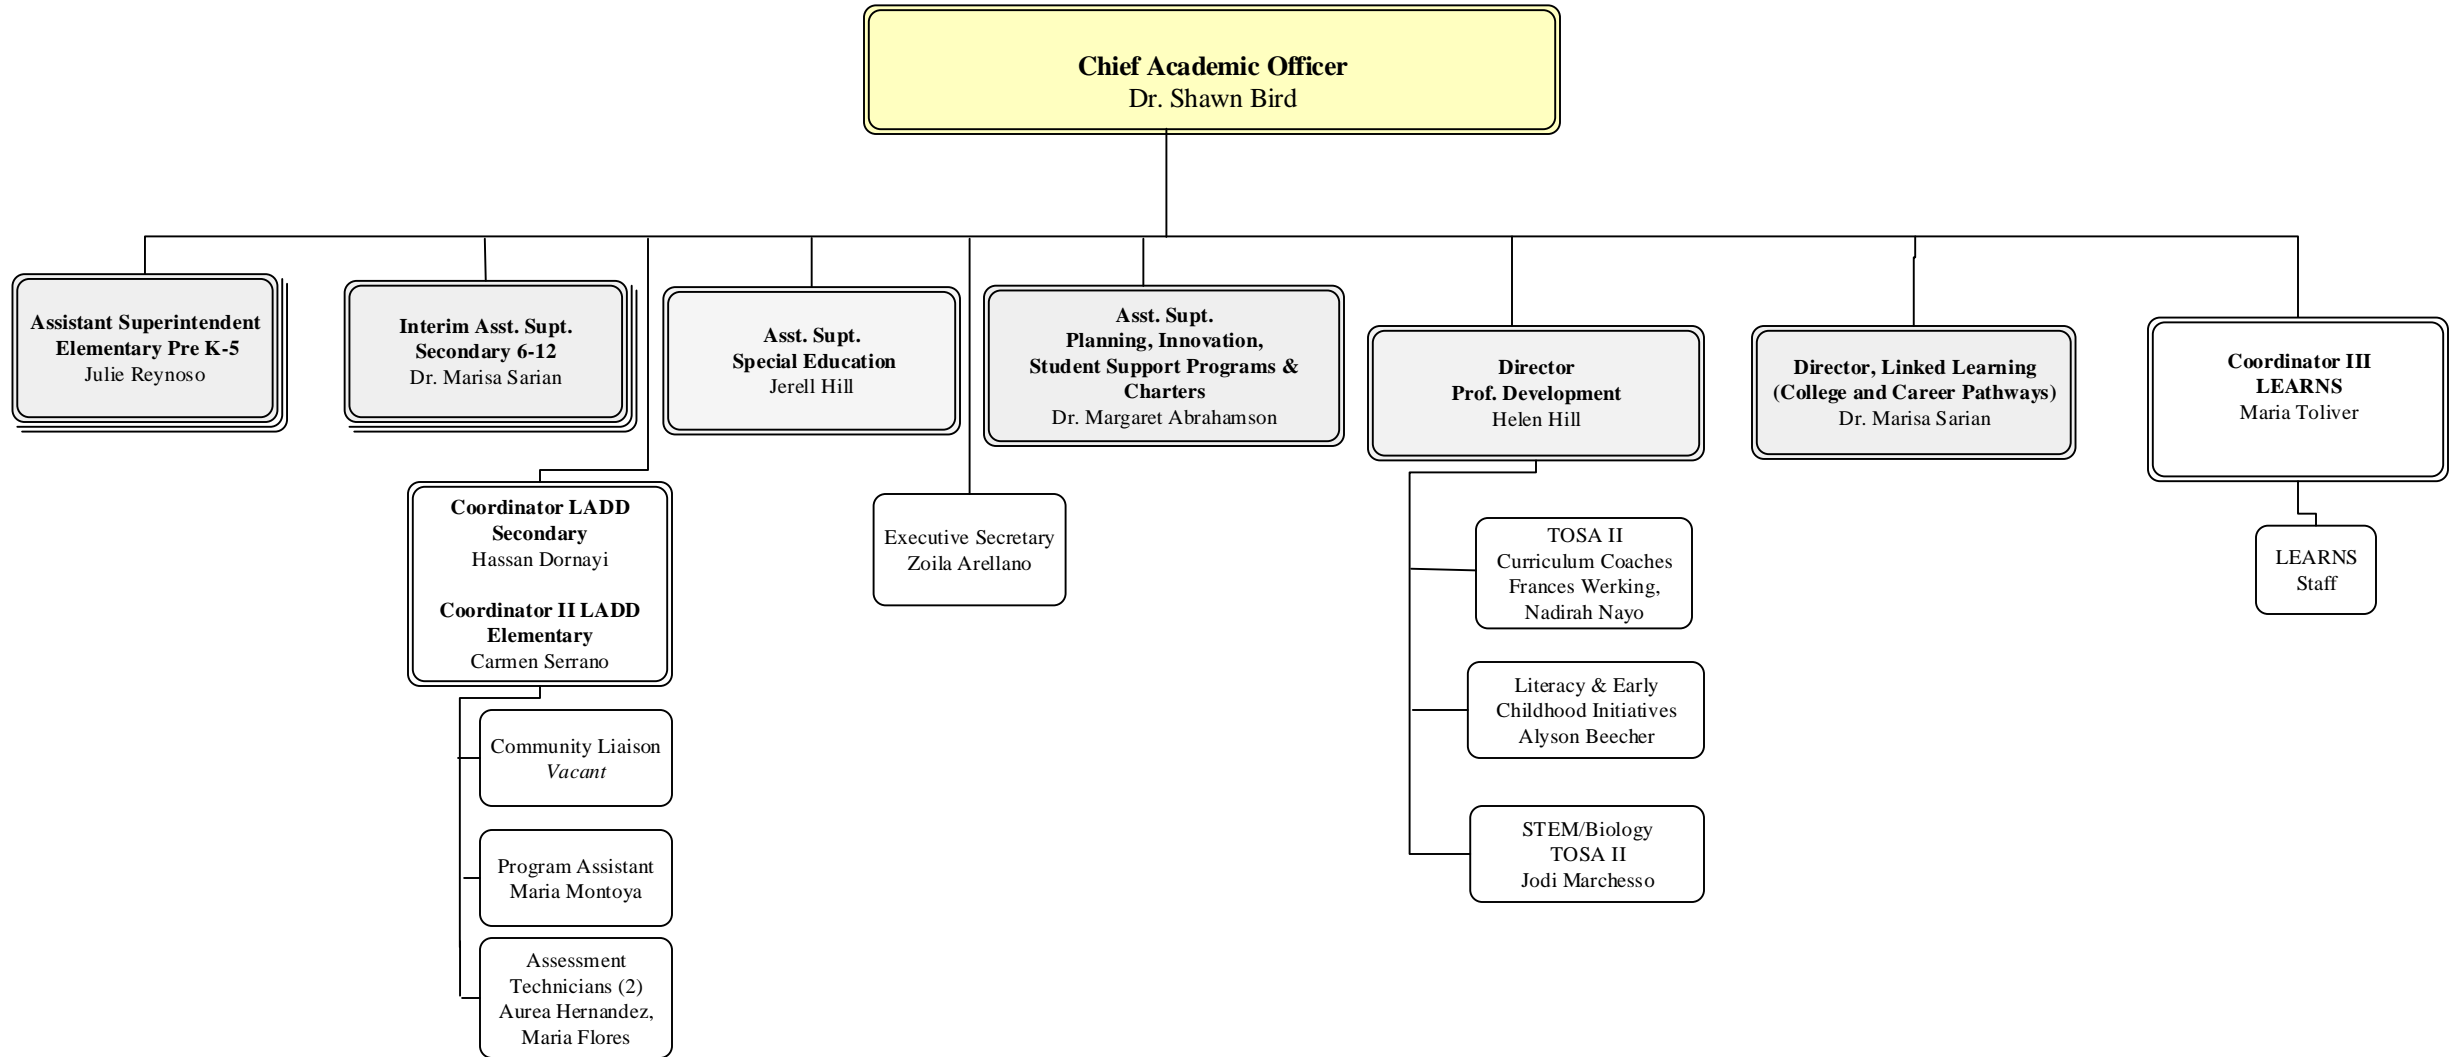 Chief Academic Officer
Dr. Shawn Bird
Assistant Superintendent
Elementary Pre K-5
Julie Reynoso
Interim Asst. Supt.
Secondary 6-12
Dr. Marisa Sarian
Asst. Supt.
Special Education
Jerell Hill
Asst. Supt.
Planning, Innovation,
Student Support Programs &
Charters
Dr. Margaret Abrahamson
Director
Prof. Development
Helen Hill
Director, Linked Learning
(College and Career Pathways)
Dr. Marisa Sarian
Coordinator III
LEARNS
Maria Toliver
Coordinator LADD
Secondary
Hassan Dornayi
Coordinator II LADD
Elementary
Carmen Serrano
Executive Secretary
Zoila Arellano
TOSA II
Curriculum Coaches
Frances Werking,
Nadirah Nayo
LEARNS
Staff
Literacy & Early
Childhood Initiatives
Alyson Beecher
Community Liaison
Vacant
STEM/Biology
TOSA II
Jodi Marchesso
Program Assistant
Maria Montoya
Assessment
Technicians (2)
Aurea Hernandez,
Maria Flores